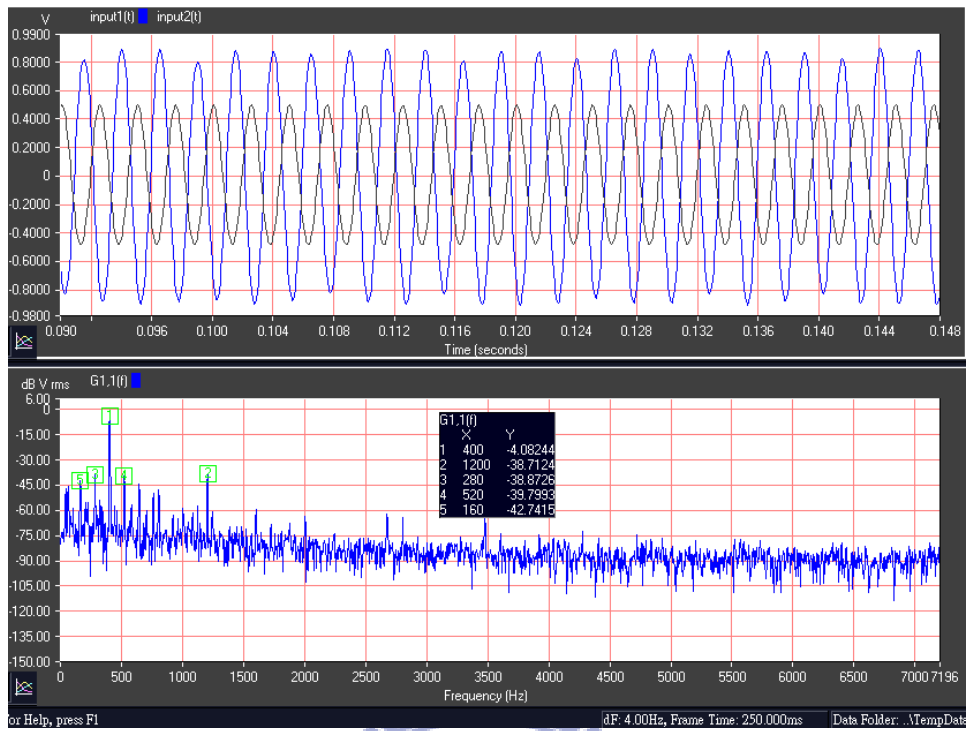 V input1(t) input2(t)
0.9900
0.8000
0.6000
0.4000
0.2000
0
-0.2000
-0.4000
-0.6000
-0.8000
-0.9800
0.090 0.096 0.100 0.104 0.108 0.112 0.116 0.120 0.124 0.128 0.132 0.136 0.140 0.144 0.148
Time (seconds)
dB V rms G1,1(f)
6.00
0
-15.00
-30.00
-45.00
-60.00
-75.00
-90.00
-105.00
-120.00
-135.00
-150.00
1
5 3 4 2
G1,1(f)
X Y
1 400 -4.08244
2 1200 -38.7124
3 280 -38.8726
4 520 -39.7993
5 160 -42.7415
0 500 1000 1500 2000 2500 3000 3500 4000 4500 5000 5500 6000 6500 7000 7196
Frequency (Hz)
or Help, press F1
dF: 4.00Hz, Frame Time: 250.000ms
Data Folder: ..\TempData